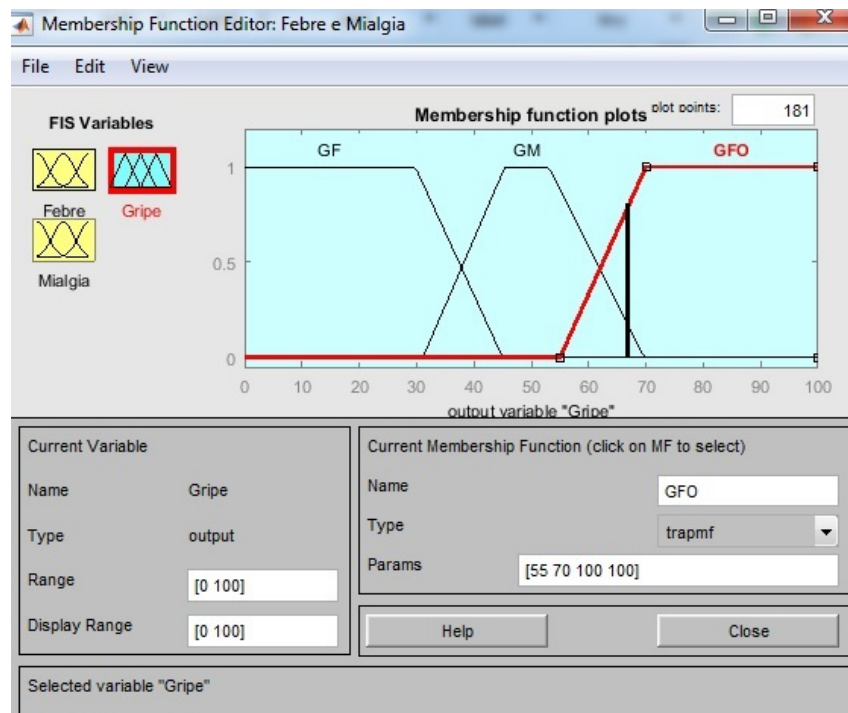 Membership Function Editor: Febre e Mialgia
File Edit View
FIS Variables
Febre
Gripe
Mialgia
Membership function plots
plot points:
181
GF
GM
GFO
1
0.5
0
0 10 20 30 40 50 60 70 80 90 100
output variable "Gripe"
Current Variable
Name Gripe
Type output
Range [0 100]
Display Range [0 100]
Current Membership Function (click on MF to select)
Name GFO
Type trapmf
Params [55 70 100 100]
Help
Close
Selected variable "Gripe"